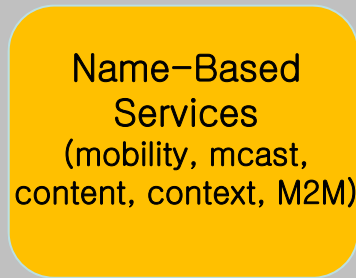 Name-Based
Services
(mobility, mcast,
content, context, M2M)